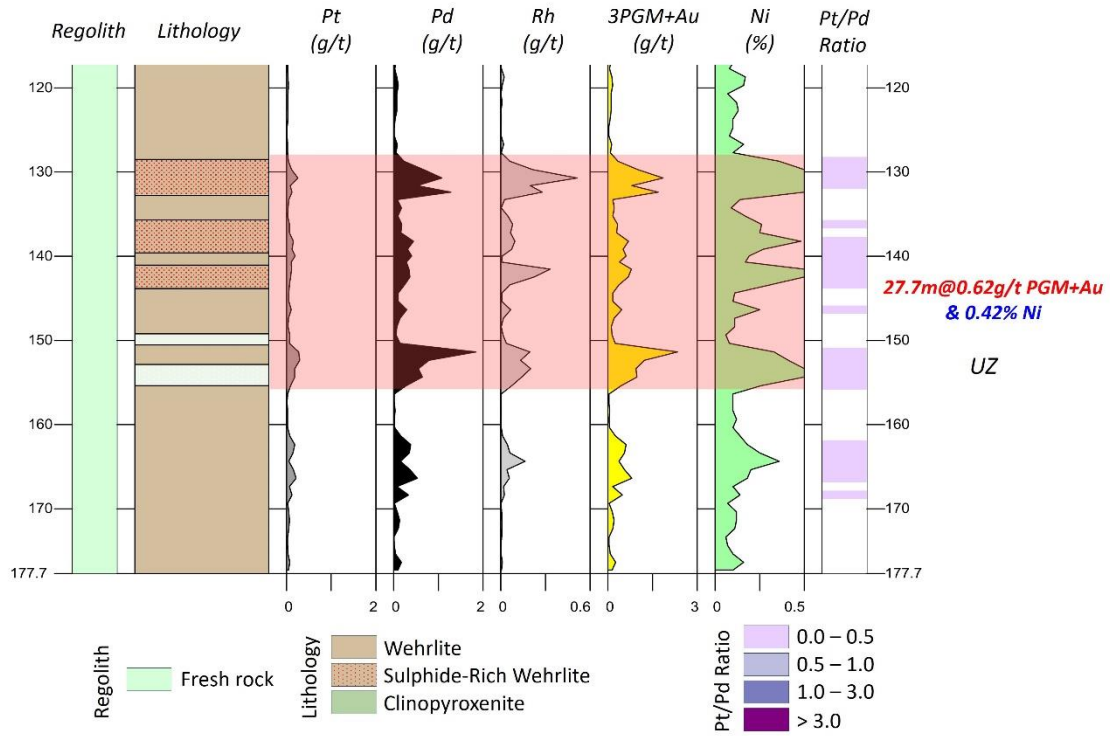 Regolith Lithology Pt Pd Rh 3PGM+Au Ni Pt/Pd
(g/t) (g/t) (g/t) (g/t) (%) Ratio
120 120
130 130
140 140
27.7m@0.62g/t PGM+Au
& 0.42% Ni
150 150
UZ
160 160
170 170
177.7 177.7
0 2 0 2 0 0.6 0 3 0 0.5
Regolith
Fresh rock
Lithology
Wehrlite
Sulphide-Rich Wehrlite
Clinopyroxenite
Pt/Pd Ratio
0.0 – 0.5
0.5 – 1.0
1.0 – 3.0
> 3.0